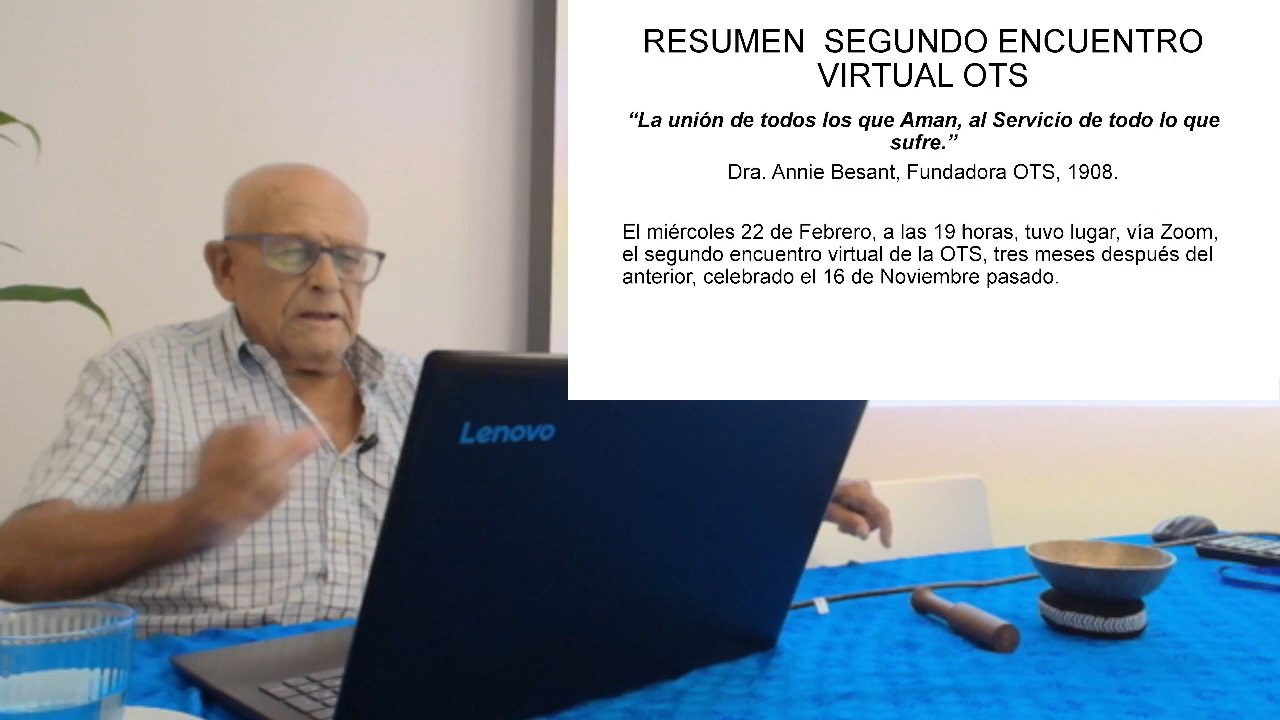 RESUMEN  SEGUNDO ENCUENTRO
VIRTUAL OTS
“La unión de todos los que Aman, al Servicio de todo lo que
sufre.”
Dra. Annie Besant, Fundadora OTS, 1908.
El miércoles 22 de Febrero, a las 19 horas, tuvo lugar, vía Zoom,
el segundo encuentro virtual de la OTS, tres meses después del
anterior, celebrado el 16 de Noviembre pasado.
Lenovo